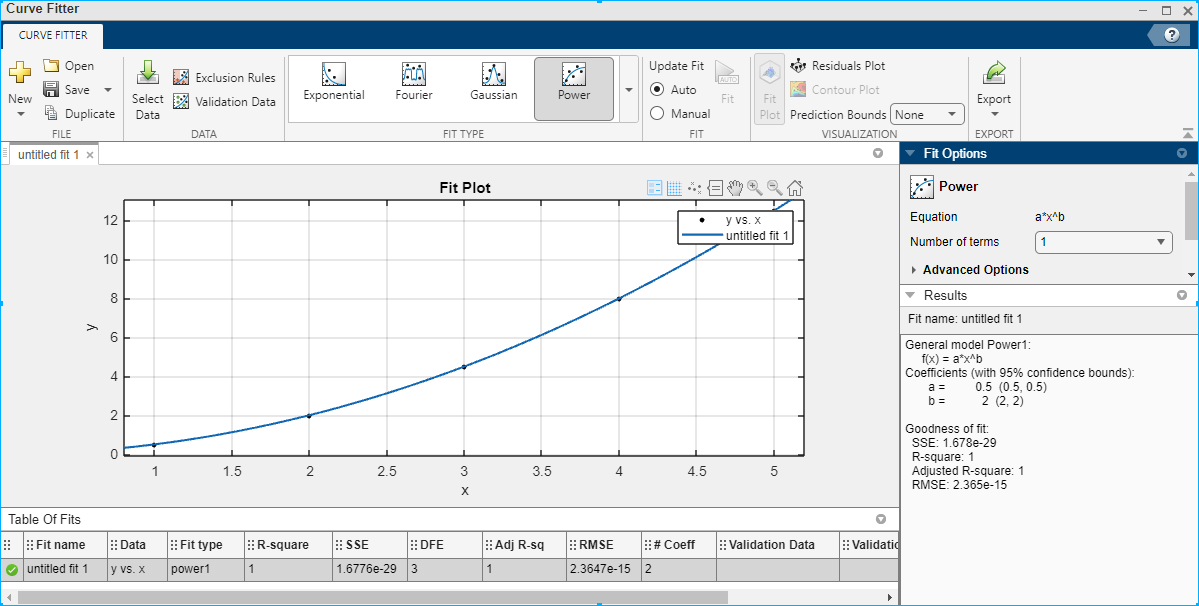 Curve Fitter
CURVE FITTER
New
Open
Save
Duplicate
FILE
Select
Data
Exclusion Rules
Validation Data
DATA
Exponential
Fourier
Gaussian
Power
FIT TYPE
Update Fit
Auto
Manual
AUTO
Fit
FIT
Fit
Plot
Residuals Plot
Contour Plot
Prediction Bounds None
VISUALIZATION
Export
EXPORT
untitled fit 1
Fit Plot
y vs. x
untitled fit 1
12
10
8
6
4
2
0
y
1 1.5 2 2.5 3 3.5 4 4.5 5
x
Table Of Fits
Fit name Data Fit type R-square SSE DFE Adj R-sq RMSE # Coeff Validation Data Validatio
untitled fit 1 y vs. x power1 1 1.6776e-29 3 1 2.3647e-15 2
Fit Options
Power
Equation a*x^b
Number of terms 1
Advanced Options
Results
Fit name: untitled fit 1
General model Power1:
f(x) = a*x^b
Coefficients (with 95% confidence bounds):
a = 0.5 (0.5, 0.5)
b = 2 (2, 2)
Goodness of fit:
SSE: 1.678e-29
R-square: 1
Adjusted R-square: 1
RMSE: 2.365e-15